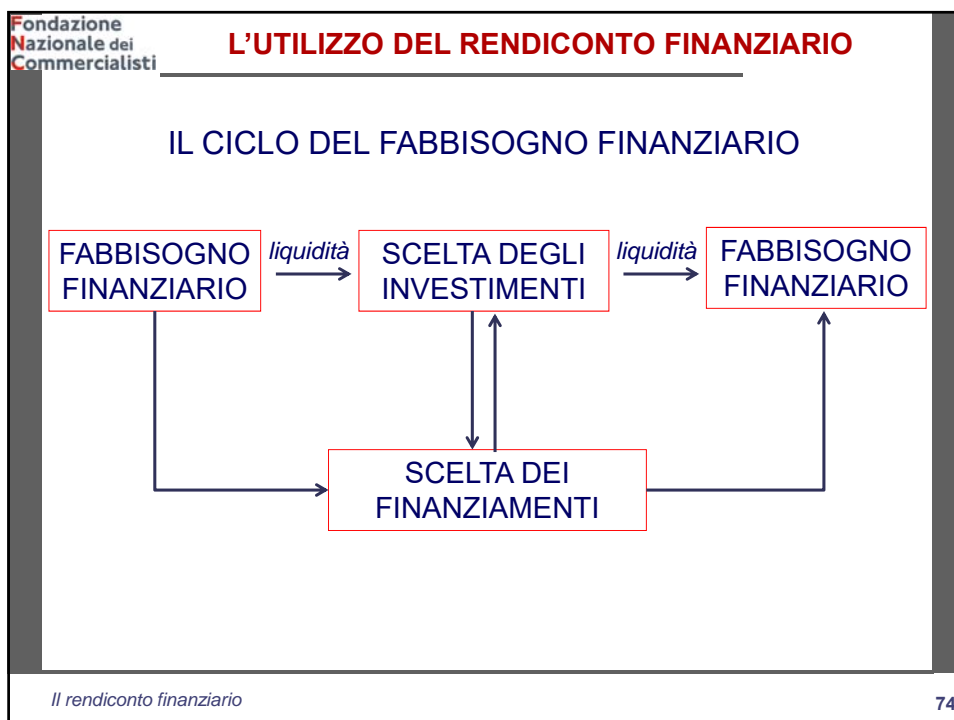 Fondazione
Nazionale dei
Commercialisti
L’UTILIZZO DEL RENDICONTO FINANZIARIO
IL CICLO DEL FABBISOGNO FINANZIARIO
FABBISOGNO
FINANZIARIO
liquidità
SCELTA DEGLI
INVESTIMENTI
liquidità
FABBISOGNO
FINANZIARIO
SCELTA DEI
FINANZIAMENTI
Il rendiconto finanziario
74